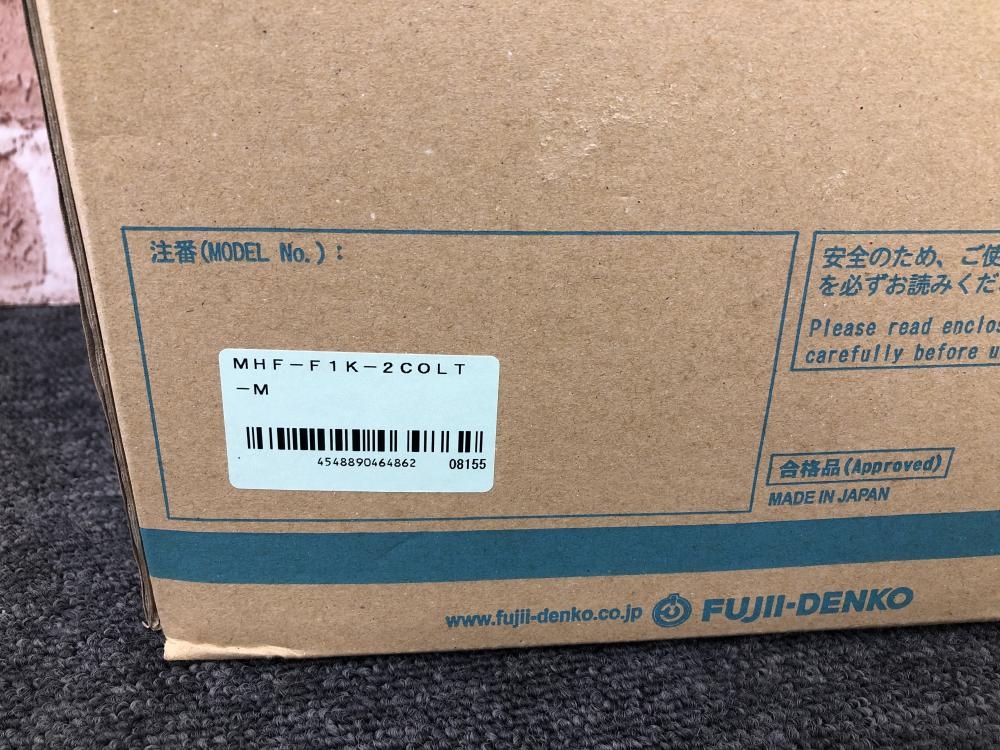 注番(MODEL No.):
MHF-F1K-2COLT
-M
4548890464862 08155
安全のため、ご使
を必ずお読みくだ
Please read
carefully before
合格品(Approved)
MADE IN JAPAN
www.fujii-denko.co.jp FUJII-DENKO